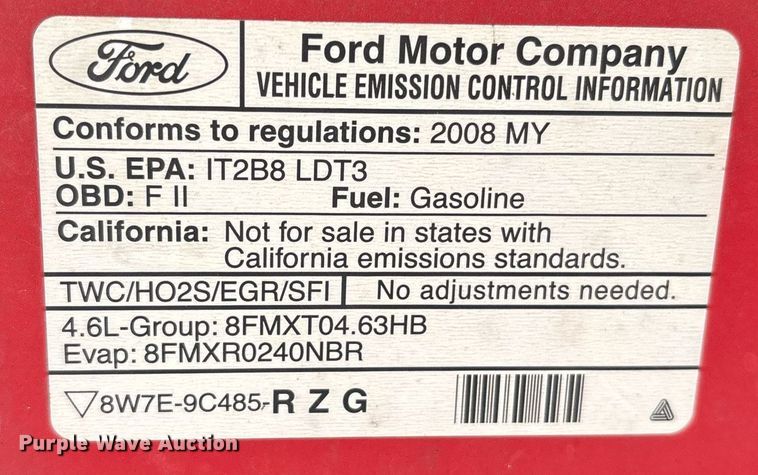 Ford
Ford Motor Company
VEHICLE EMISSION CONTROL INFORMATION
Conforms to regulations: 2008 MY
U.S. EPA: IT2B8 LDT3
OBD: F II Fuel: Gasoline
California: Not for sale in states with
California emissions standards.
TWC/HO2S/EGR/SFI No adjustments needed.
4.6L-Group: 8FMXT04.63HB
Evap: 8FMXR0240NBR
▽8W7E-9C485-R Z G
Purple Wave Auction